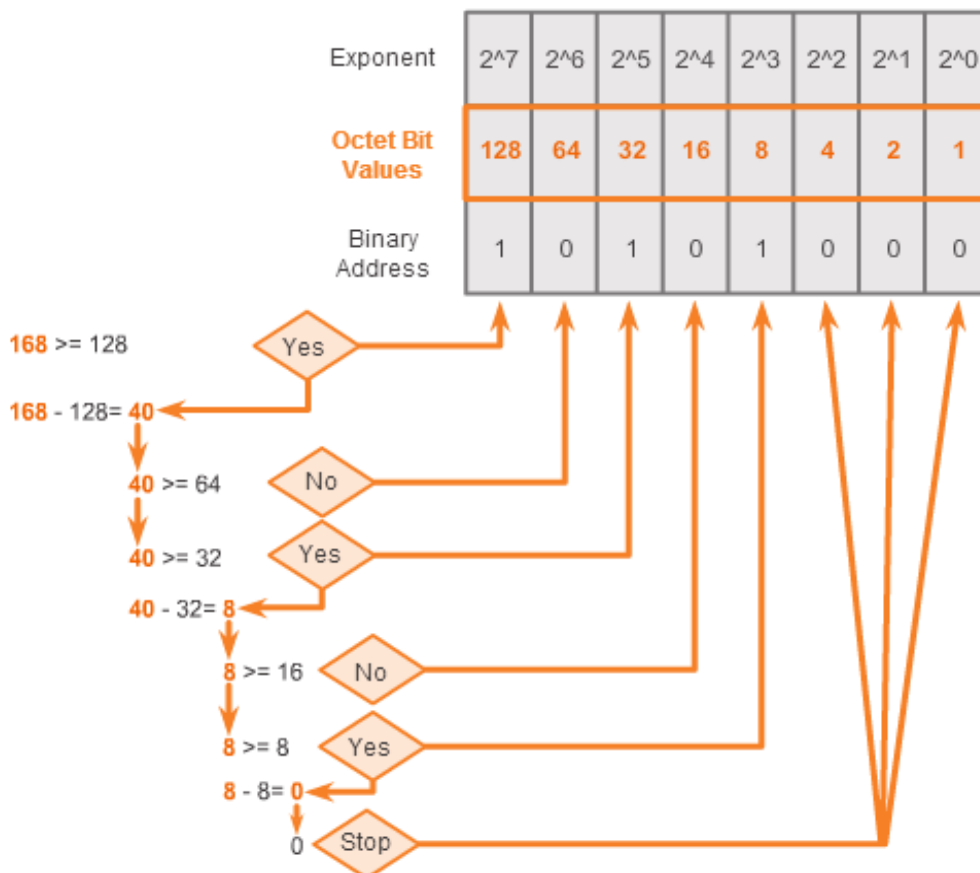 Exponent 2^7 2^6 2^5 2^4 2^3 2^2 2^1 2^0
Octet Bit
Values 128 64 32 16 8 4 2 1
Binary
Address 1 0 1 0 1 0 0 0
168 >= 128 Yes
168 - 128= 40
40 >= 64 No
40 >= 32 Yes
40 - 32= 8
8 >= 16 No
8 >= 8 Yes
8 - 8= 0
0 Stop